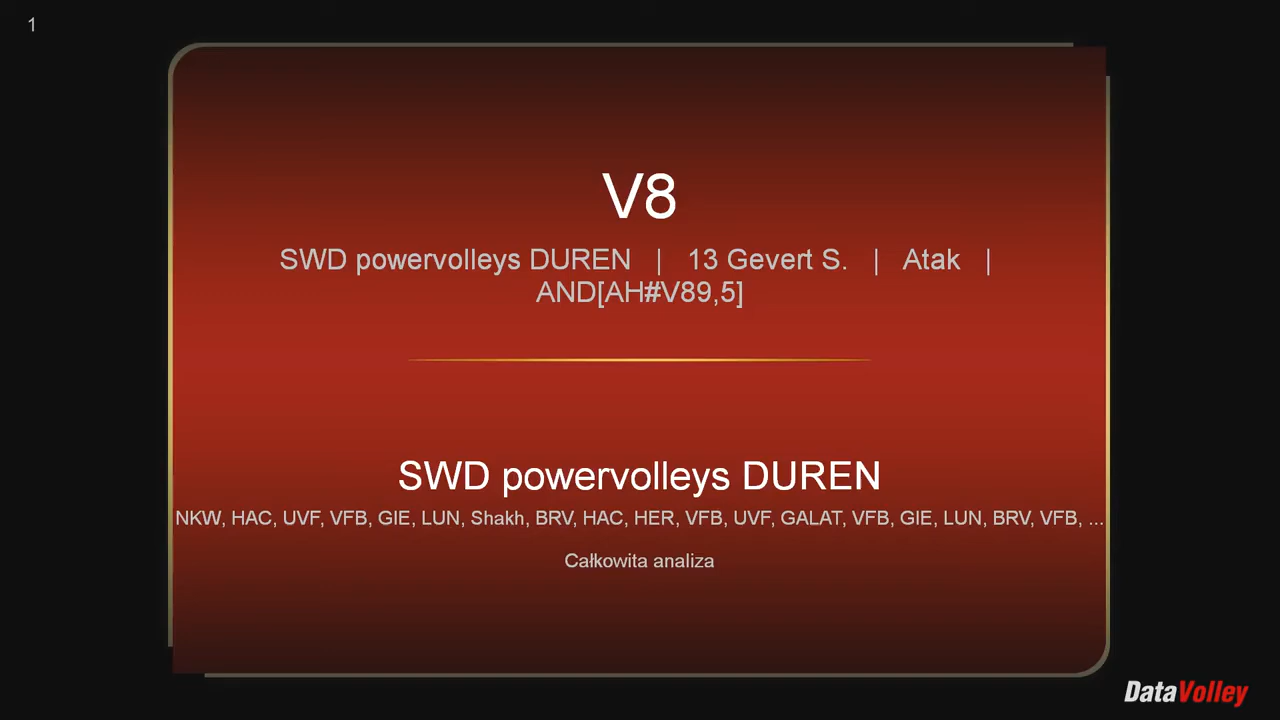 1
V8
SWD powervolleys DUREN | 13 Gevert S. | Atak |
AND[AH#V89,5]
SWD powervolleys DUREN
NKW, HAC, UVF, VFB, GIE, LUN, Shakh, BRV, HAC, HER, VFB, UVF, GALAT, VFB, GIE, LUN, BRV, VFB, ...
Całkowita analiza
DataVolley